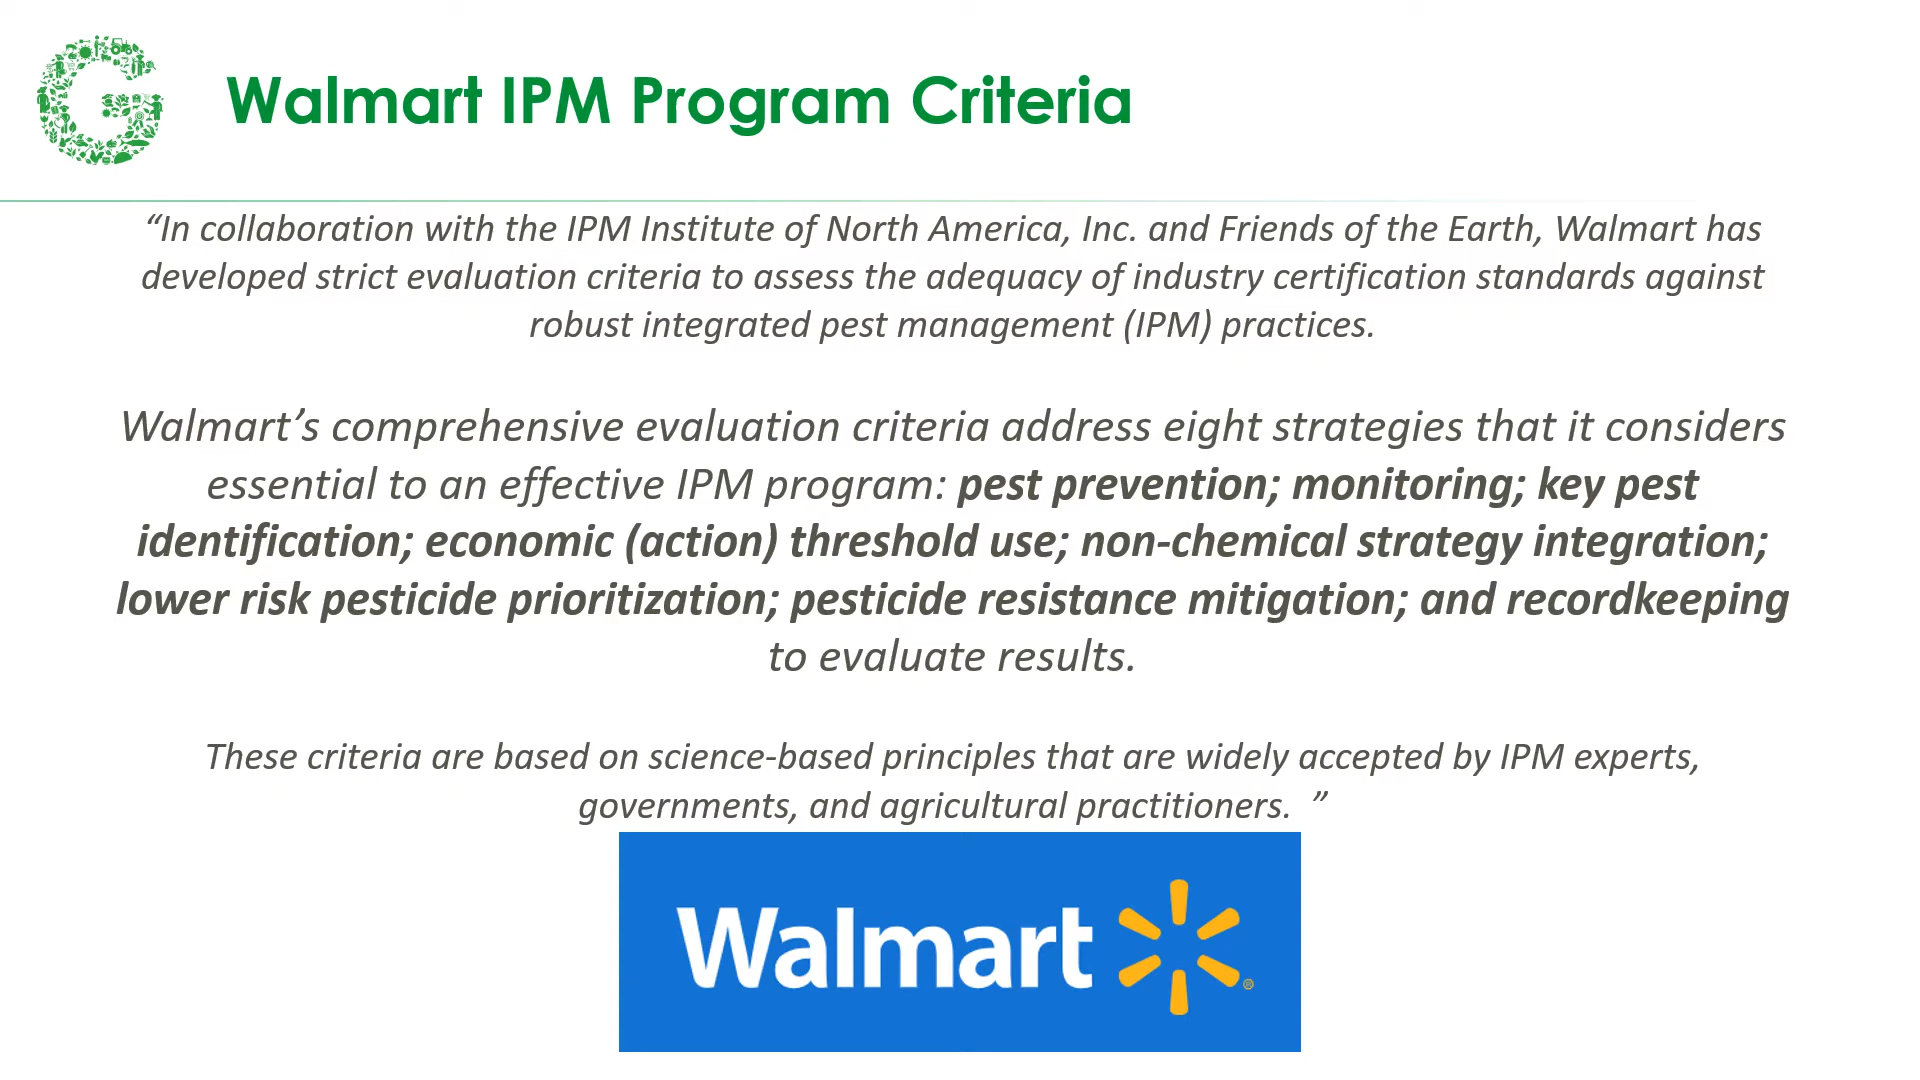 G
Walmart IPM Program Criteria
“In collaboration with the IPM Institute of North America, Inc. and Friends of the Earth, Walmart has
developed strict evaluation criteria to assess the adequacy of industry certification standards against
robust integrated pest management (IPM) practices.
Walmart’s comprehensive evaluation criteria address eight strategies that it considers
essential to an effective IPM program: pest prevention; monitoring; key pest
identification; economic (action) threshold use; non-chemical strategy integration;
lower risk pesticide prioritization; pesticide resistance mitigation; and recordkeeping
to evaluate results.
These criteria are based on science-based principles that are widely accepted by IPM experts,
governments, and agricultural practitioners.  ”
Walmart ®